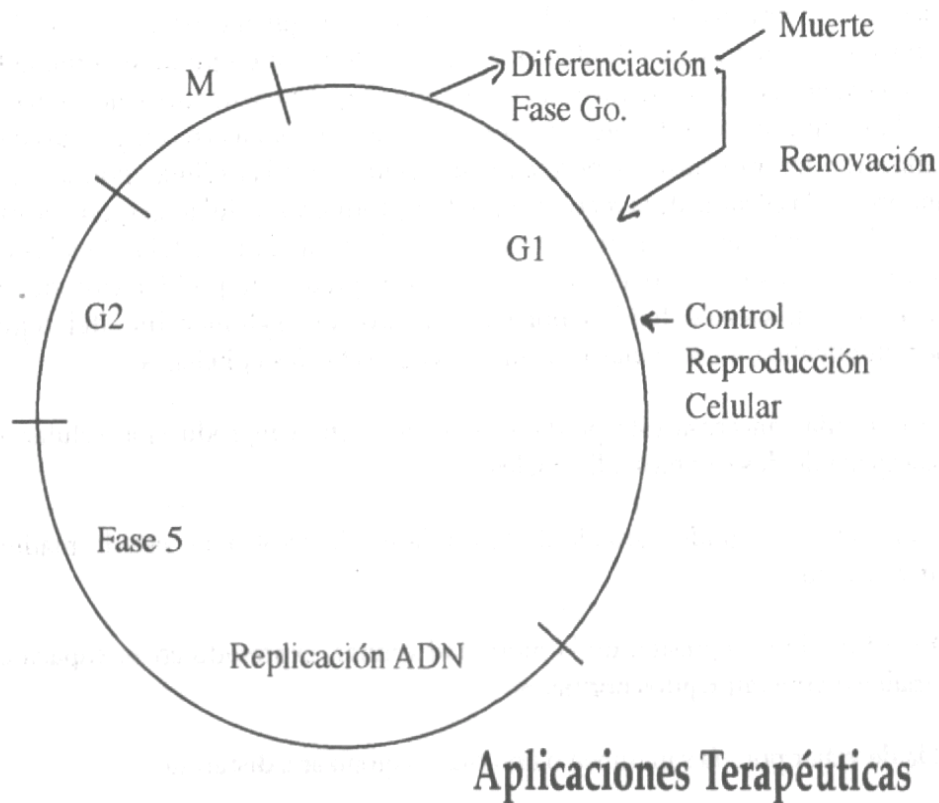 Muerte
Diferenciación
Fase Go.
M
Renovación
G1
G2
Control
Reproducción
Celular
Fase 5
Replicación ADN
Aplicaciones Terapéuticas